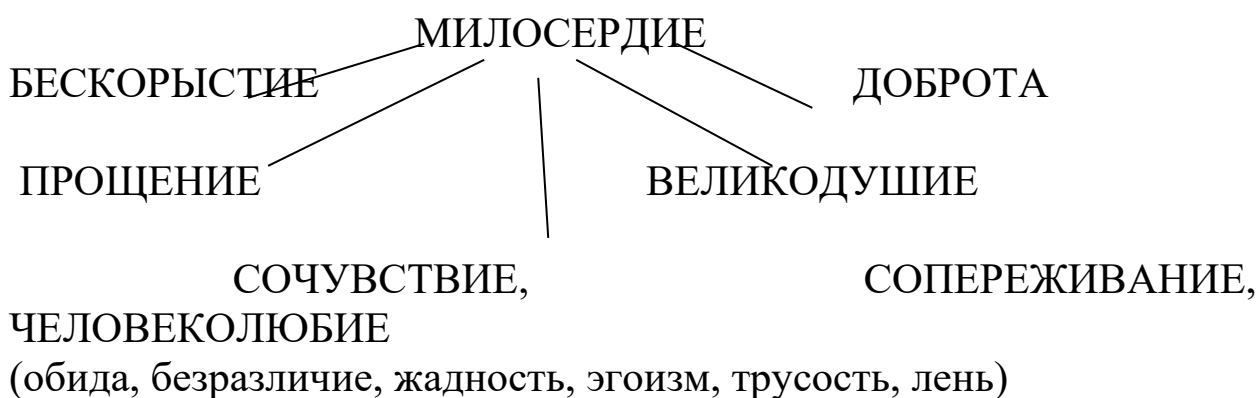 МИЛОСЕРДИЕ
БЕСКОРЫСТИЕ ДОБРОТА
ПРОЩЕНИЕ ВЕЛИКОДУШИЕ
СОЧУВСТВИЕ, СОПЕРЕЖИВАНИЕ,
ЧЕЛОВЕКОЛЮБИЕ
(обида, безразличие, жадность, эгоизм, трусость, лень)